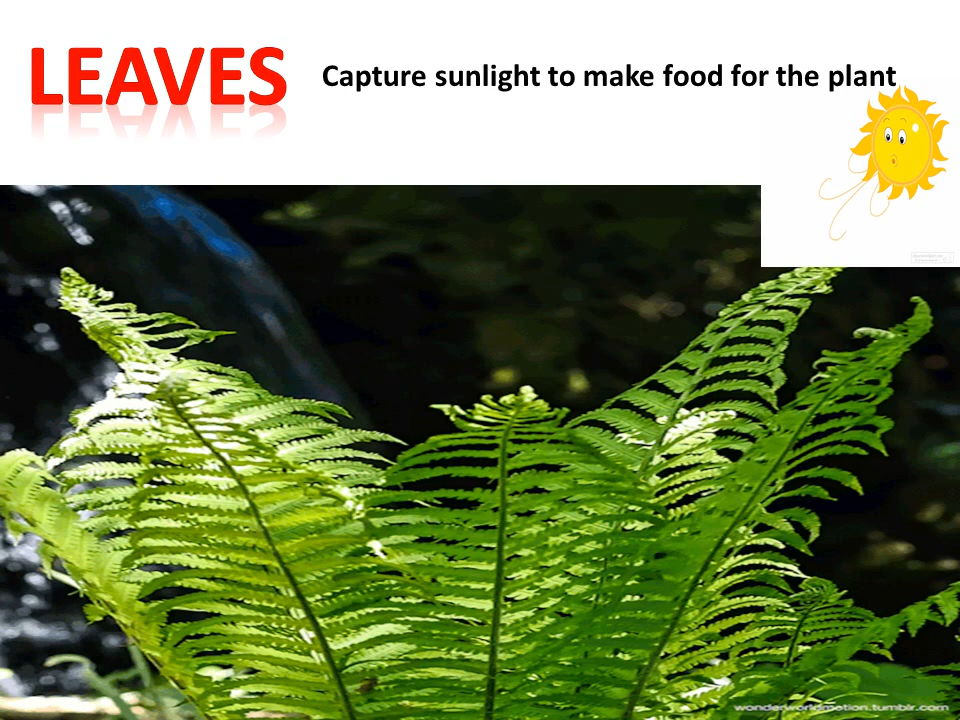 LEAVES
Capture sunlight to make food for the plant
wonderworldmotion.tumblr.com